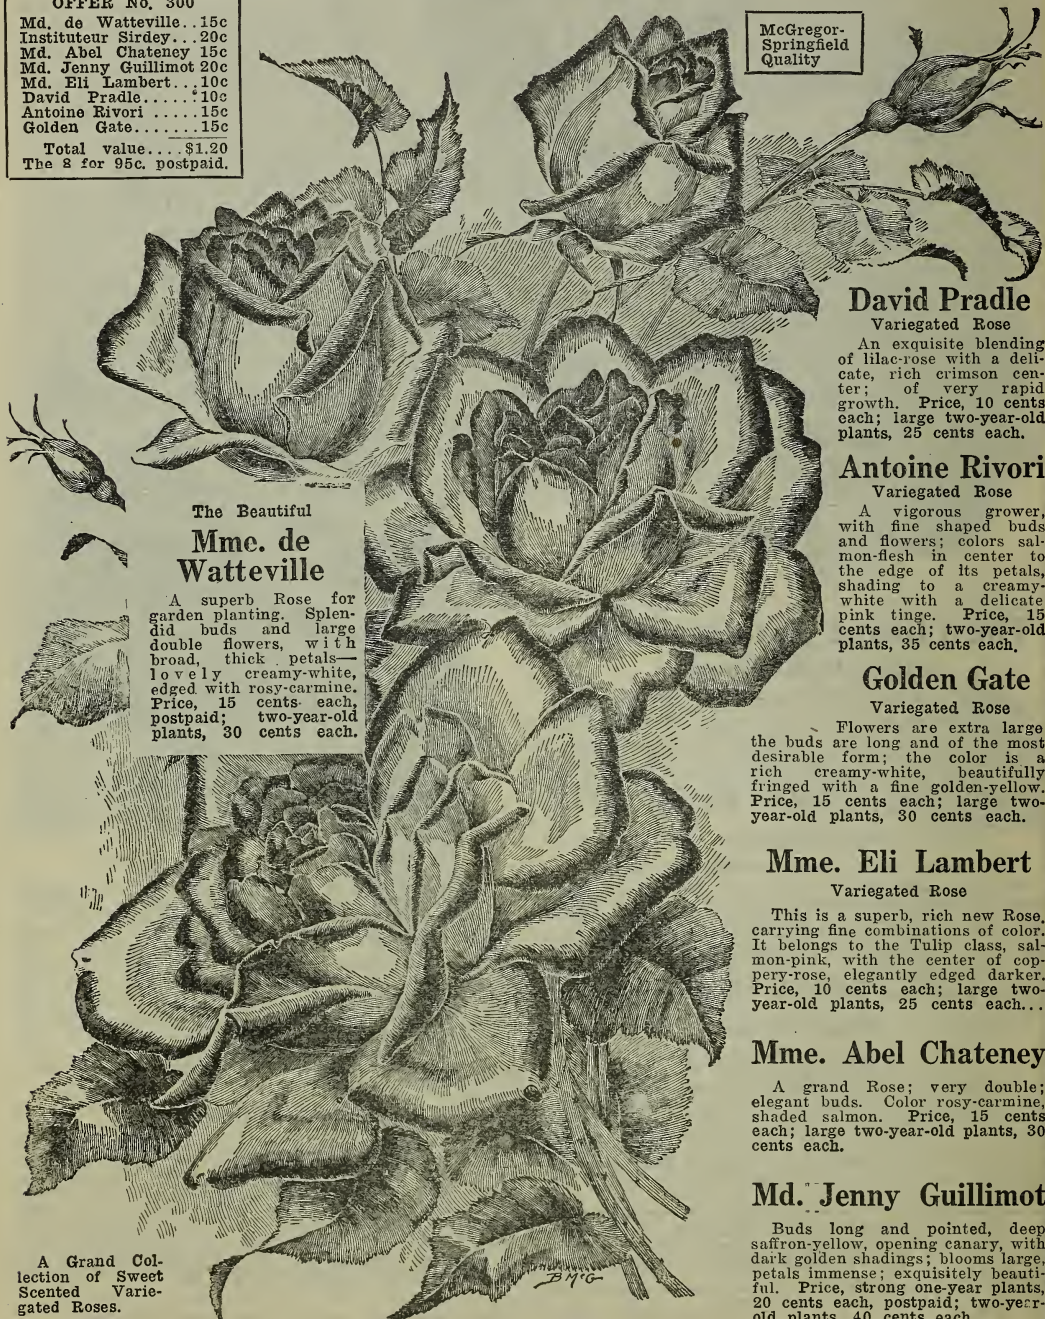 OFFER No. 300
Md. de Watteville..15c
Instituteur Sirdey...20c
Md. Abel Chateney 15c
Md. Jenny Guillimot 20c
Md. Eli Lambert...10c
David Pradle......10c
Antoine Rivori .....15c
Golden Gate.......15c
Total value....$1.20
The 8 for 95c. postpaid.
McGregor-
Springfield
Quality
The Beautiful
Mme. de
Watteville
A superb Rose for
garden planting. Splen-
did buds and large
double flowers, with
broad, thick petals—
lovely creamy-white,
edged with rosy-carmine.
Price, 15 cents each,
postpaid; two-year-old
plants, 30 cents each.
David Pradle
Variegated Rose
An exquisite blending
of lilac-rose with a deli-
cate, rich crimson cen-
ter; of very rapid
growth. Price, 10 cents
each; large two-year-old
plants, 25 cents each.
Antoine Rivori
Variegated Rose
A vigorous grower,
with fine shaped buds
and flowers; colors sal-
mon-flesh in center to
the edge of its petals,
shading to a creamy-
white with a delicate
pink tinge. Price, 15
cents each; two-year-old
plants, 35 cents each.
Golden Gate
Variegated Rose
Flowers are extra large
the buds are long and of the most
desirable form; the color is a
rich creamy-white, beautifully
fringed with a fine golden-yellow.
Price, 15 cents each; large two-
year-old plants, 30 cents each.
Mme. Eli Lambert
Variegated Rose
This is a superb, rich new Rose,
carrying fine combinations of color.
It belongs to the Tulip class, sal-
mon-pink, with the center of cop-
pery-rose, elegantly edged darker.
Price, 10 cents each; large two-
year-old plants, 25 cents each...
Mme. Abel Chateney
A grand Rose; very double;
elegant buds. Color rosy-carmine,
shaded salmon. Price, 15 cents
each; large two-year-old plants, 30
cents each.
Md. Jenny Guillimot
Buds long and pointed, deep
saffron-yellow, opening canary, with
dark golden shadings; blooms large,
petals immense; exquisitely beauti-
ful. Price, strong one-year plants,
20 cents each, postpaid; two-year-
old plants, 40 cents each.
A Grand Col-
lection of Sweet
Scented Varie-
gated Roses.
B McG